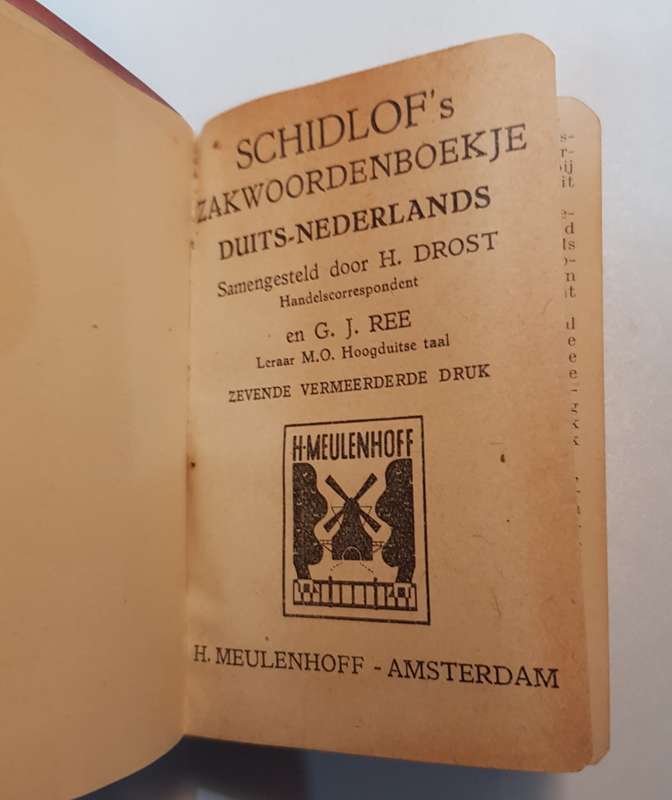 SCHIDLOF's
ZAKWOORDENBOEKJE
DUITS-NEDERLANDS
Samengesteld door H. DROST
Handelscorrespondent
en G. J. REE
Leraar M.O. Hoogduitse taal
ZEVENDE VERMEERDERDE DRUK
H·MEULENHOFF
H. MEULENHOFF - AMSTERDAM